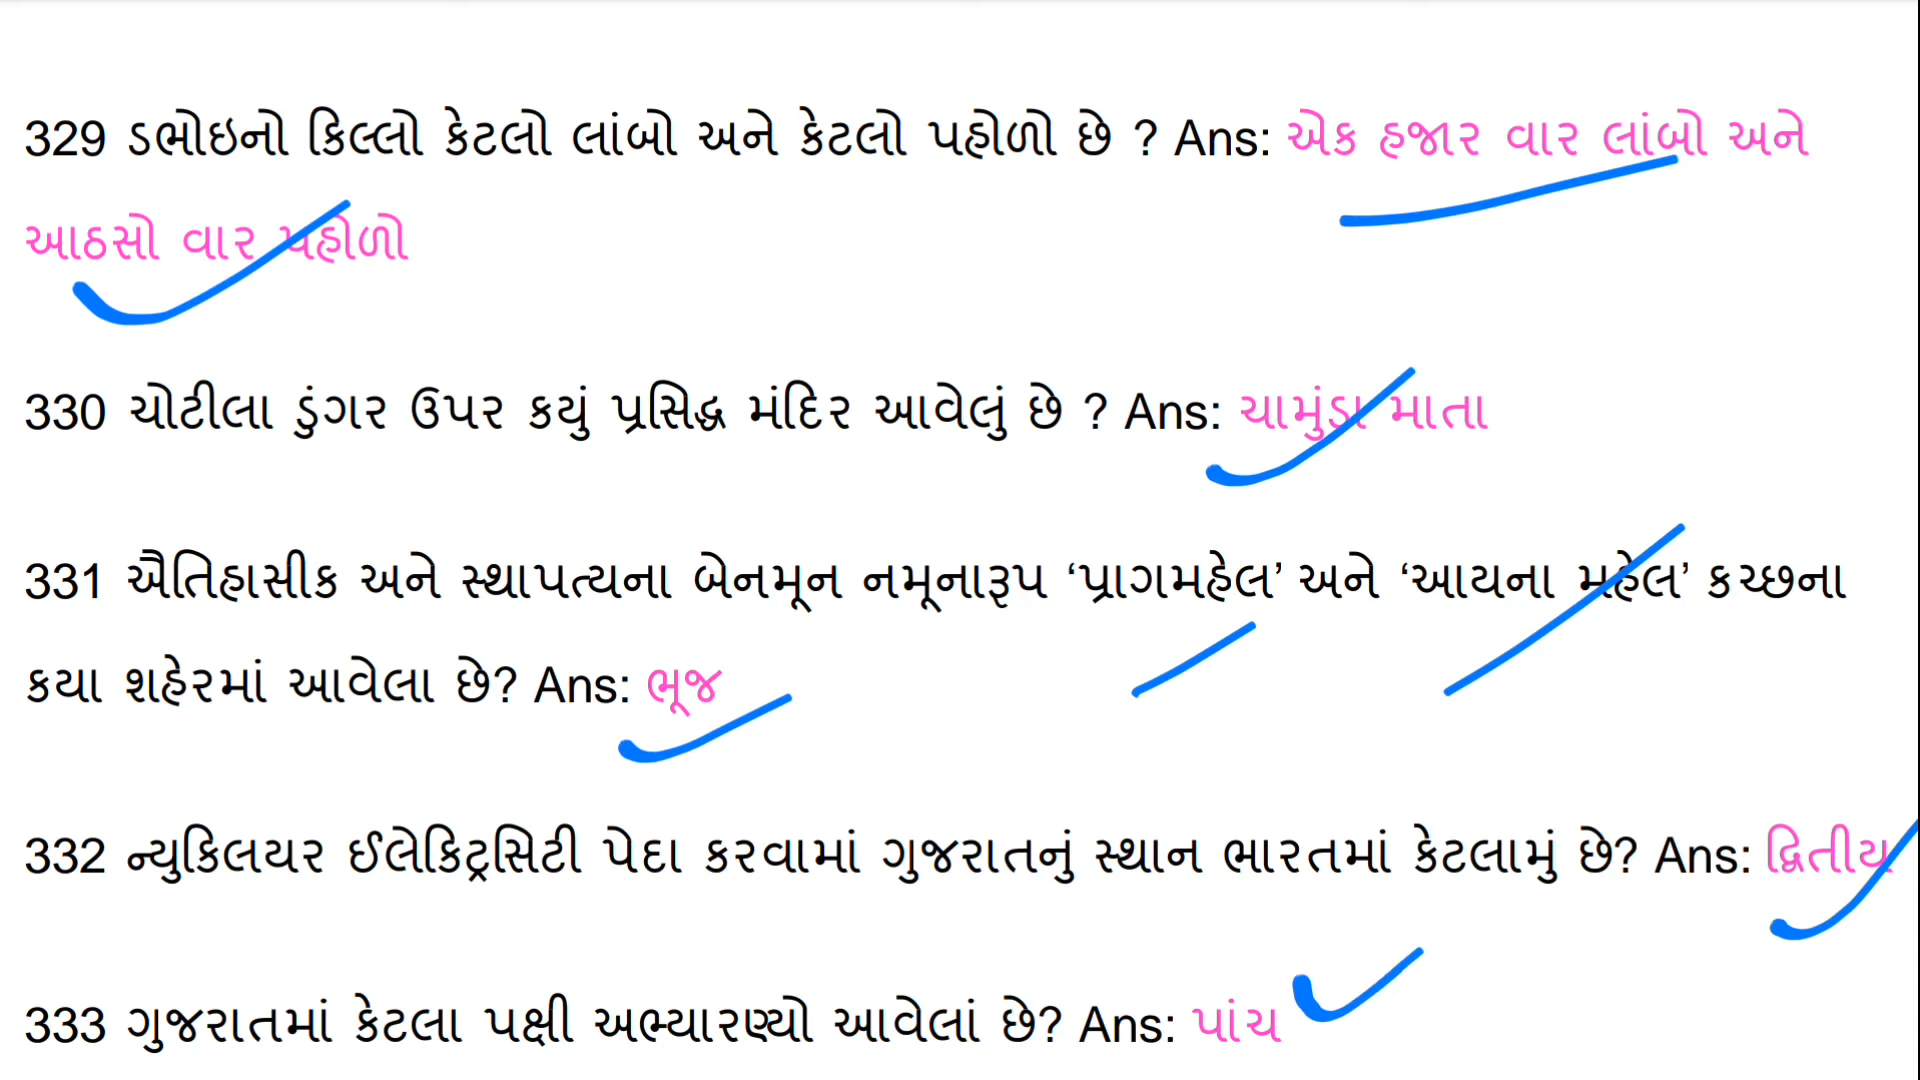 329 ડભોઇનો કિલ્લો કેટલો લાંબો અને કેટલો પહોળો છે ? Ans: એક હજાર વાર લાંબો અને
આઠસો વાર પહોળો
330 ચોટીલા ડુંગર ઉપર કયું પ્રસિદ્ધ મંદિર આવેલું છે ? Ans: ચામુંડા માતા
331 ઐતિહાસીક અને સ્થાપત્યના બેનમૂન નમૂનારૂપ ‘પ્રાગમહેલ’ અને ‘આયના મહેલ’ કચ્છના
કયા શહેરમાં આવેલા છે? Ans: ભૂજ
332 ન્યુકિલયર ઈલેકિટ્રસિટી પેદા કરવામાં ગુજરાતનું સ્થાન ભારતમાં કેટલામું છે? Ans: દ્વિતીય
333 ગુજરાતમાં કેટલા પક્ષી અભ્યારણ્યો આવેલાં છે? Ans: પાંચ